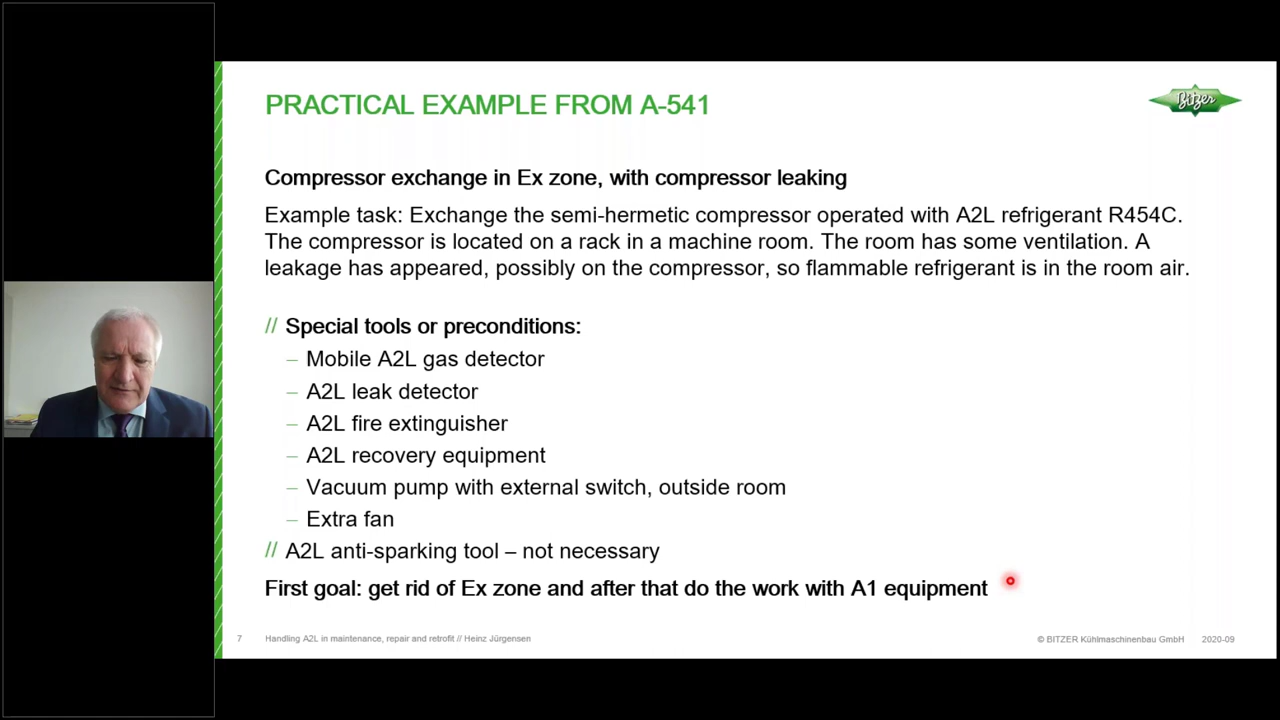 PRACTICAL EXAMPLE FROM A-541
Bitzer
Compressor exchange in Ex zone, with compressor leaking
Example task: Exchange the semi-hermetic compressor operated with A2L refrigerant R454C.
The compressor is located on a rack in a machine room. The room has some ventilation. A
leakage has appeared, possibly on the compressor, so flammable refrigerant is in the room air.
// Special tools or preconditions:
– Mobile A2L gas detector
– A2L leak detector
– A2L fire extinguisher
– A2L recovery equipment
– Vacuum pump with external switch, outside room
– Extra fan
// A2L anti-sparking tool – not necessary
First goal: get rid of Ex zone and after that do the work with A1 equipment
7 Handling A2L in maintenance, repair and retrofit // Heinz Jürgensen © BITZER Kühlmaschinenbau GmbH 2020-09